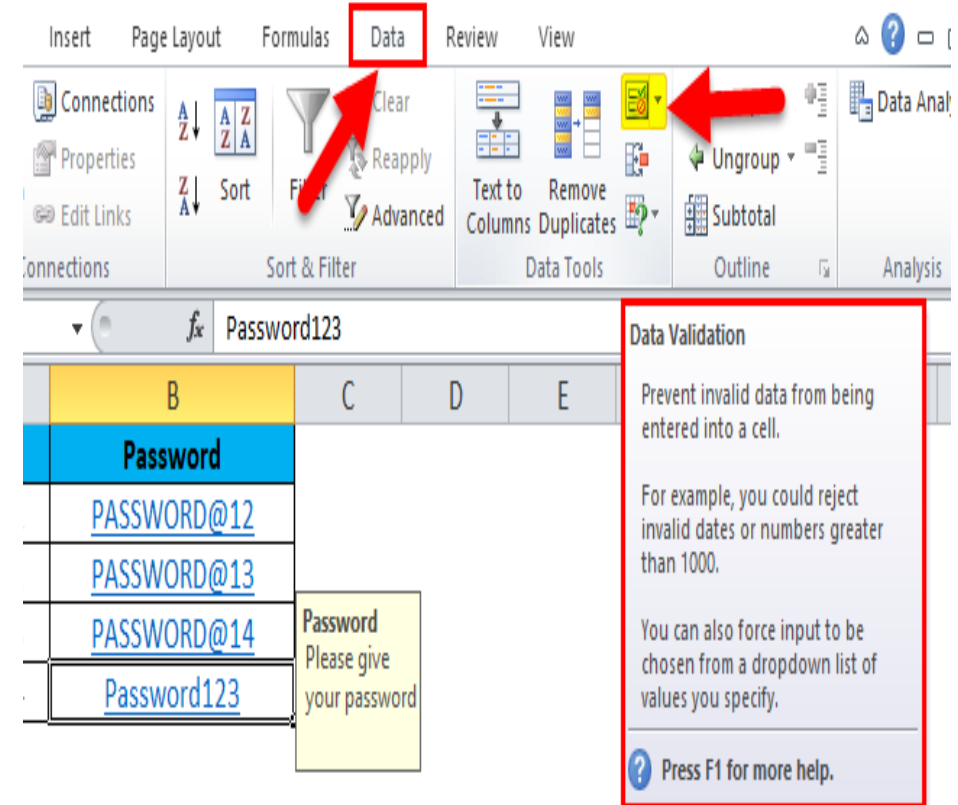 Insert Page Layout Formulas Data Review View
Connections
Properties
Edit Links
Sort
Clear
Reapply
Advanced
Text to
Columns
Remove
Duplicates
Ungroup
Subtotal
Data
Sort & Filter
Data Tools
Outline
Analysis
fx Password123
B C D E
Password
PASSWORD@12
PASSWORD@13
PASSWORD@14
Password123
Password
Please give
your password
Data Validation
Prevent invalid data from being
entered into a cell.
For example, you could reject
invalid dates or numbers greater
than 1000.
You can also force input to be
chosen from a dropdown list of
values you specify.
Press F1 for more help.